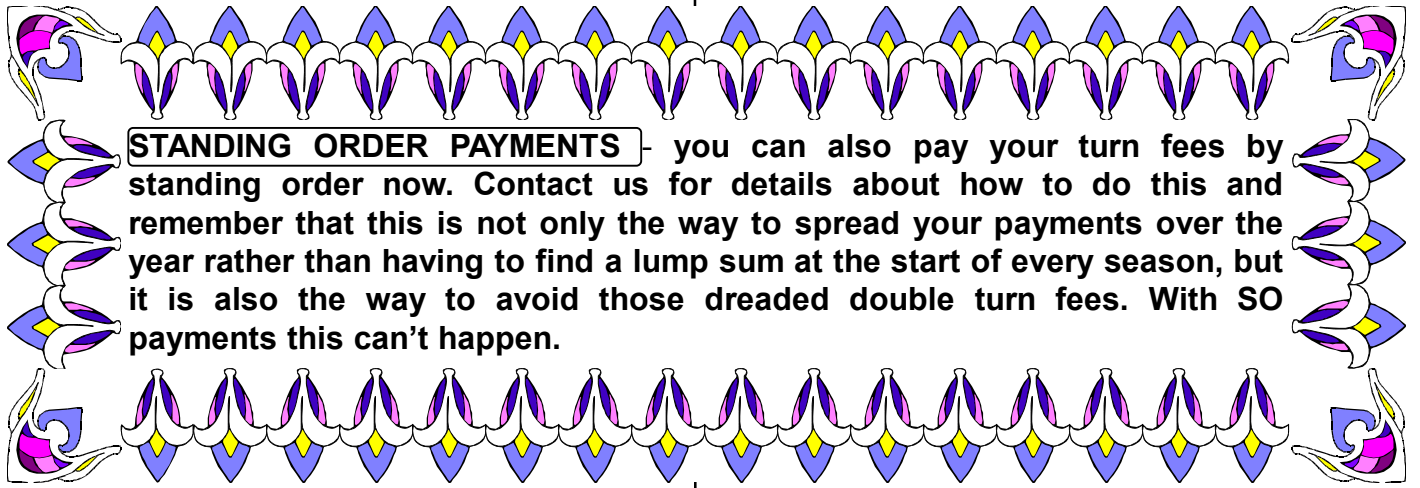 STANDING ORDER PAYMENTS - you can also pay your turn fees by
standing order now. Contact us for details about how to do this and
remember that this is not only the way to spread your payments over the
year rather than having to find a lump sum at the start of every season, but
it is also the way to avoid those dreaded double turn fees. With SO
payments this can’t happen.